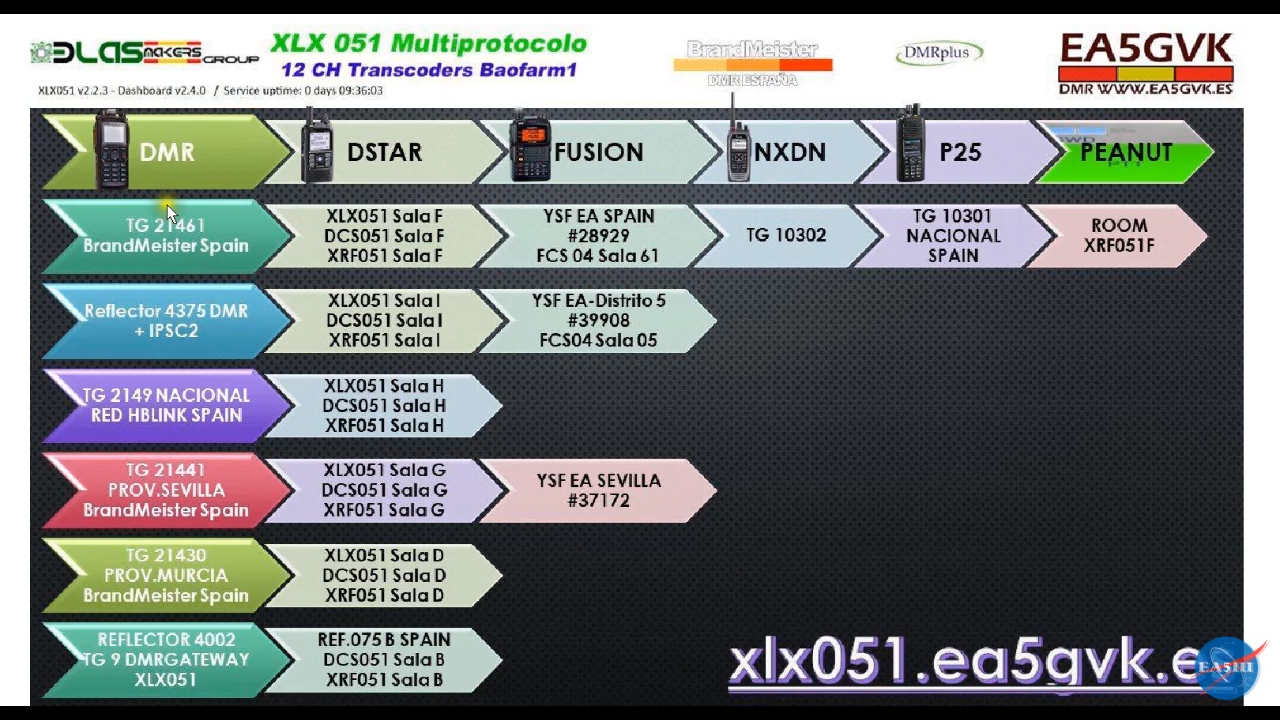 DLAS MAKERS GROUP
XLX 051 Multiprotocolo
12 CH Transcoders Baofarm1
BrandMeister
DMR ESPAÑA
DMRplus
EA5GVK
DMR WWW.EA5GVK.ES
XLX051 v2.2.3 - Dashboard v2.4.0 / Service uptime: 0 days 09:36:03
DMR
DSTAR
FUSION
NXDN
P25
PEANUT
TG 21461
BrandMeister Spain
XLX051 Sala F
DCS051 Sala F
XRF051 Sala F
YSF EA SPAIN
#28929
FCS 04 Sala 61
TG 10302
TG 10301
NACIONAL
SPAIN
ROOM
XRF051F
Reflector 4375 DMR
+ IPSC2
XLX051 Sala I
DCS051 Sala I
XRF051 Sala I
YSF EA-Distrito 5
#39908
FCS04 Sala 05
TG 2149 NACIONAL
RED HBLINK SPAIN
XLX051 Sala H
DCS051 Sala H
XRF051 Sala H
TG 21441
PROV.SEVILLA
BrandMeister Spain
XLX051 Sala G
DCS051 Sala G
XRF051 Sala G
YSF EA SEVILLA
#37172
TG 21430
PROV.MURCIA
BrandMeister Spain
XLX051 Sala D
DCS051 Sala D
XRF051 Sala D
REFLECTOR 4002
TG 9 DMRGATEWAY
XLX051
REF.075 B SPAIN
DCS051 Sala B
XRF051 Sala B
xlx051.ea5gvk.e